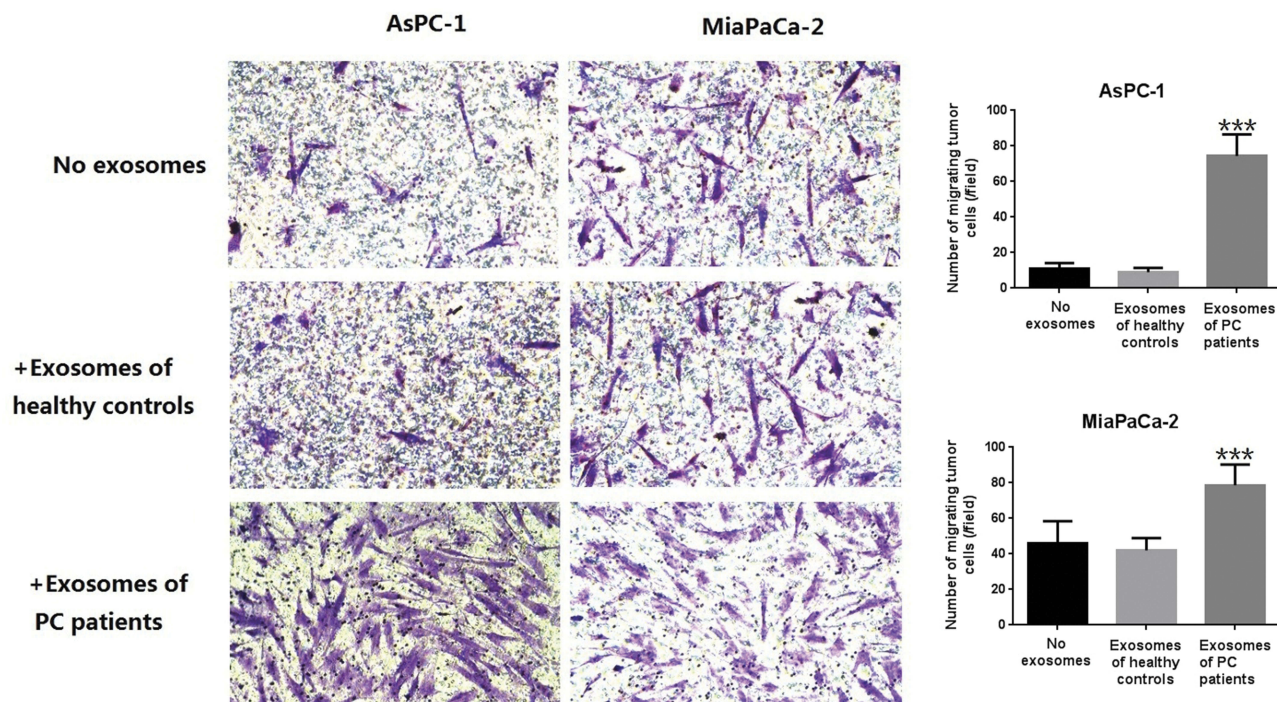 AsPC-1
MiaPaCa-2
No exosomes
+Exosomes of
healthy controls
+Exosomes of
PC patients
AsPC-1
Number of migrating tumor
cells (/field)
100
80
60
40
20
0
***
No
exosomes
Exosomes
of healthy
controls
Exosomes
of PC
patients
MiaPaCa-2
Number of migrating tumor
cells (/field)
100
80
60
40
20
0
***
No
exosomes
Exosomes
of healthy
controls
Exosomes
of PC
patients